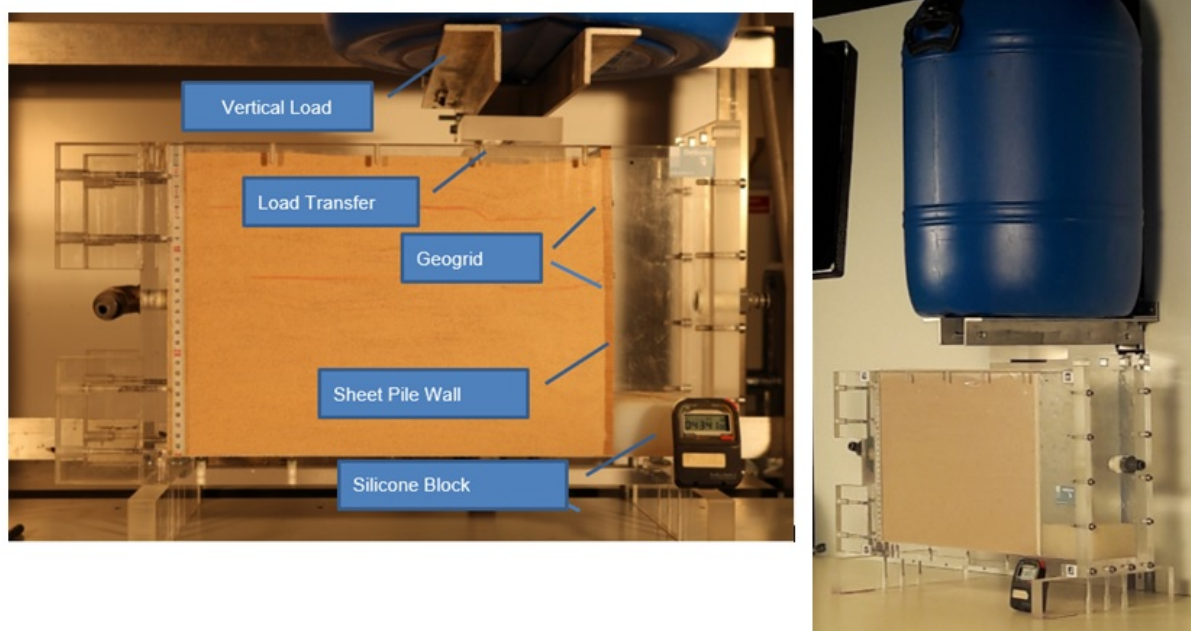 Vertical Load
Load Transfer
Geogrid
Sheet Pile Wall
Silicone Block